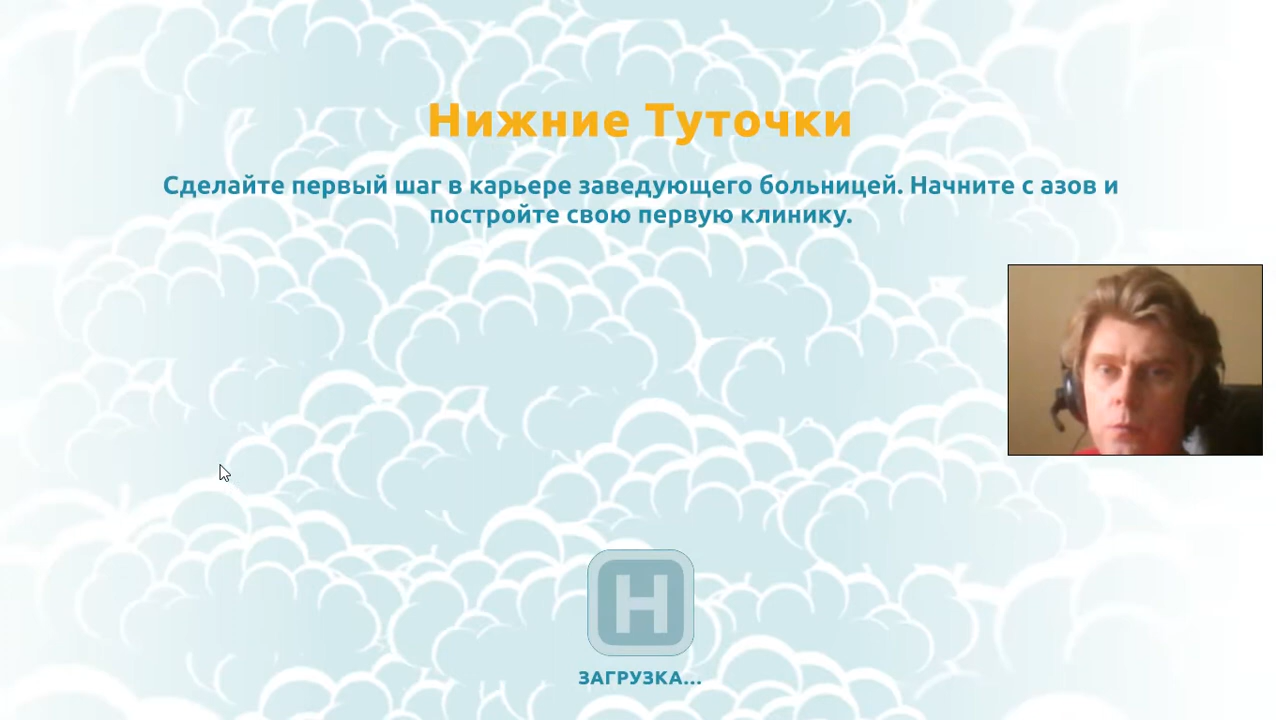 Нижние Туточки
Сделайте первый шаг в карьере заведующего больницей. Начните с азов и
постройте свою первую клинику.
H
ЗАГРУЗКА...